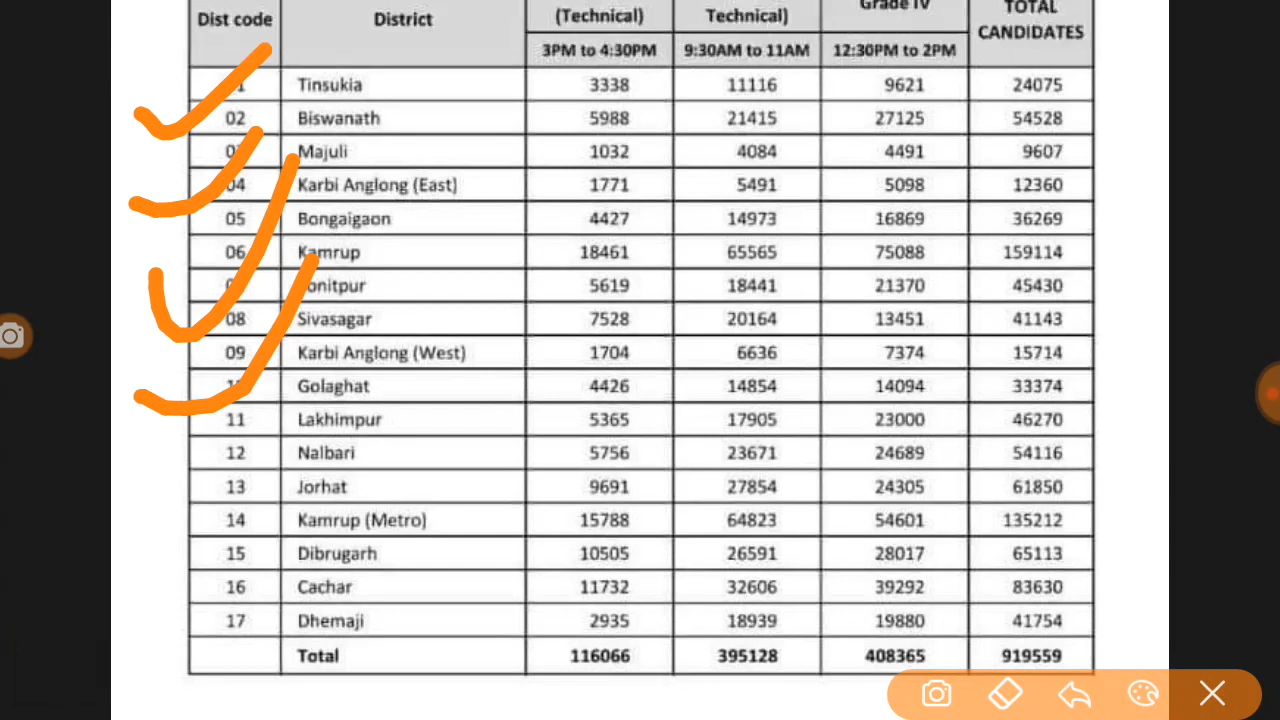 Dist code District (Technical) Technical) Grade IV TOTAL CANDIDATES
3PM to 4:30PM 9:30AM to 11AM 12:30PM to 2PM
Tinsukia 3338 11116 9621 24075
02 Biswanath 5988 21415 27125 54528
Majuli 1032 4084 4491 9607
04 Karbi Anglong (East) 1771 5491 5098 12360
05 Bongaigaon 4427 14973 16869 36269
06 Kamrup 18461 65565 75088 159114
5619 18441 21370 45430
08 Sivasagar 7528 20164 13451 41143
09 Karbi Anglong (West) 1704 6636 7374 15714
Golaghat 4426 14854 14094 33374
11 Lakhimpur 5365 17905 23000 46270
12 Nalbari 5756 23671 24689 54116
13 Jorhat 9691 27854 24305 61850
14 Kamrup (Metro) 15788 64823 54601 135212
15 Dibrugarh 10505 26591 28017 65113
16 Cachar 11732 32606 39292 83630
17 Dhemaji 2935 18939 19880 41754
Total 116066 395128 408365 919559